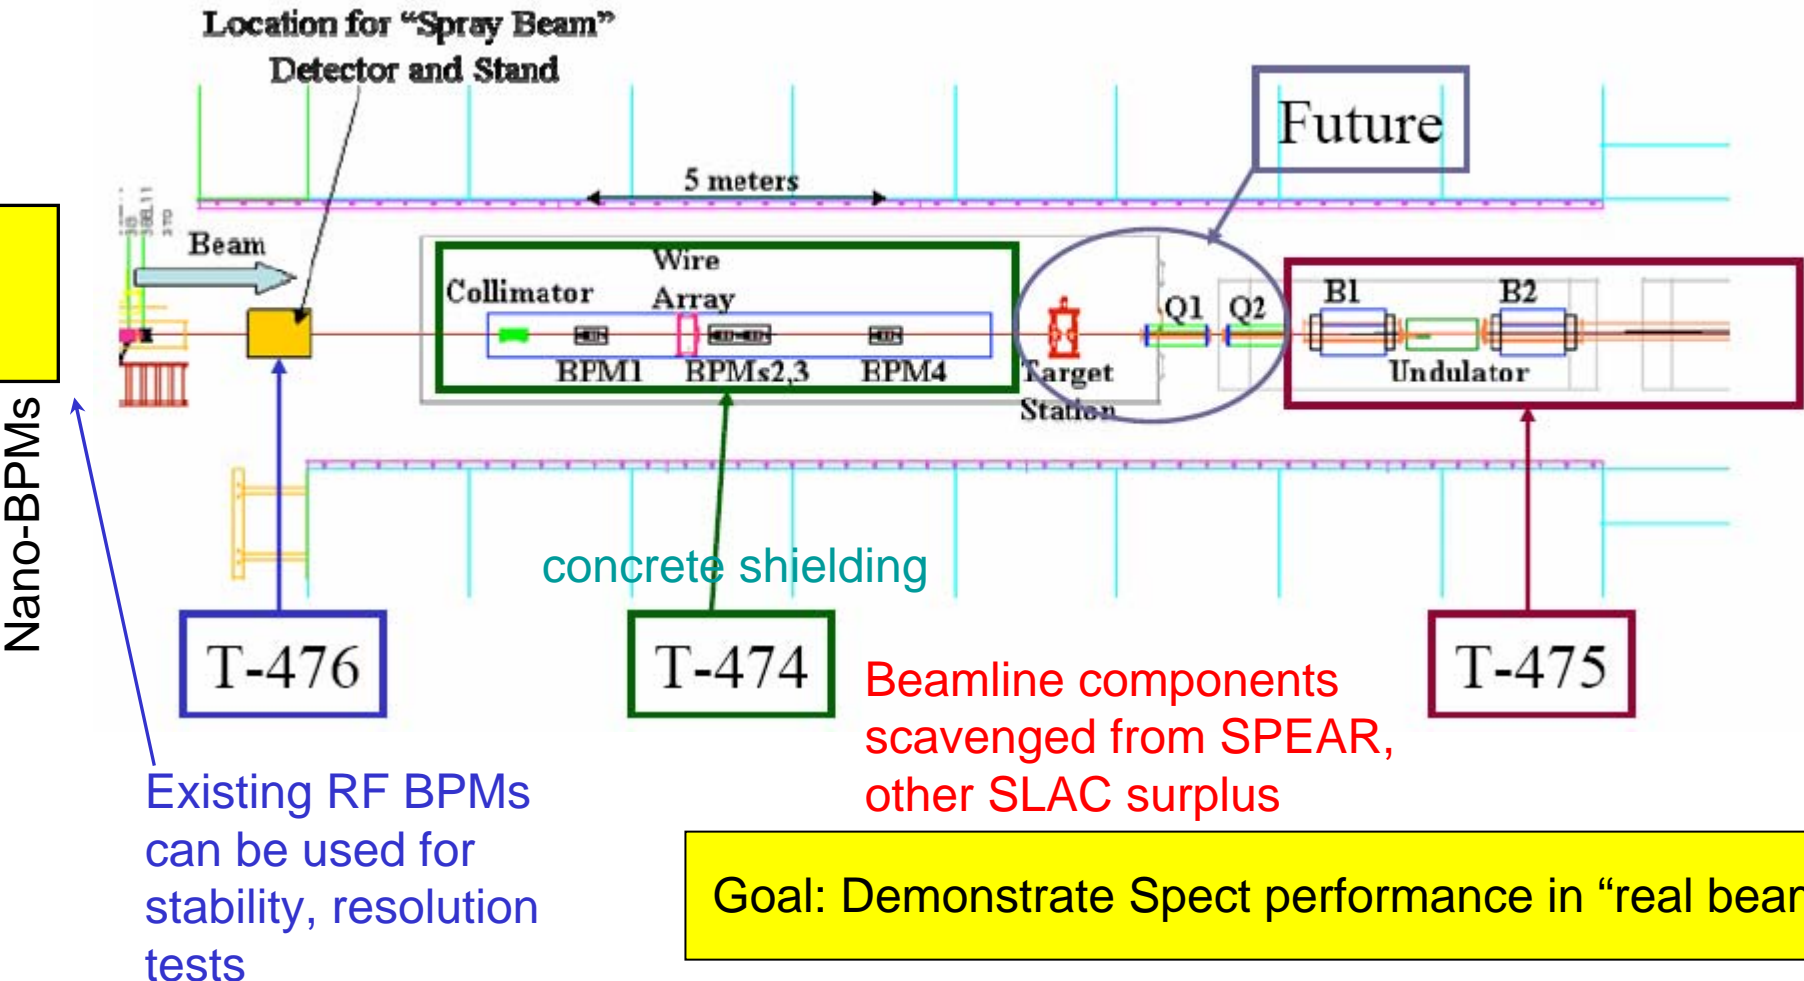 Location for “Spray Beam”
Detector and Stand
Future
5 meters
Beam
Wire
Array
Collimator
BPM1
BPMs2,3
BPM4
Target
Station
Q1
Q2
B1
B2
Undulator
Nano-BPMs
concrete shielding
T-476
T-474
T-475
Beamline components
scavenged from SPEAR,
other SLAC surplus
Existing RF BPMs
can be used for
stability, resolution
tests
Goal: Demonstrate Spect performance in “real bear